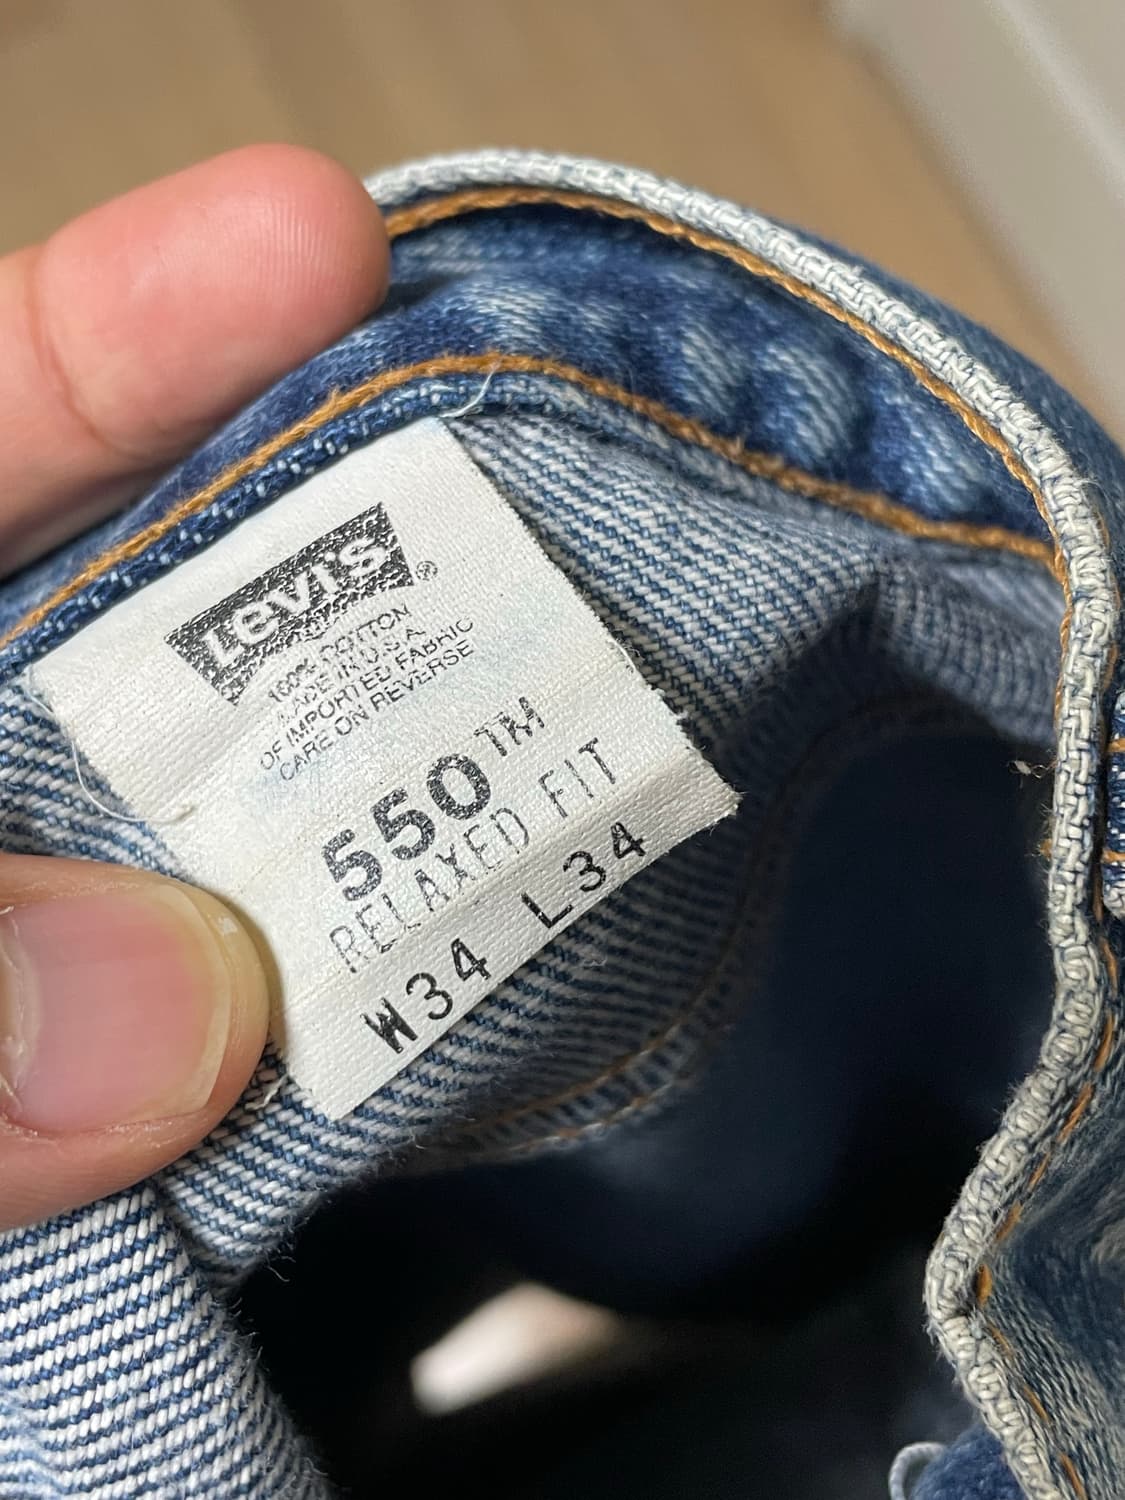 Levi's®
100% COTTON
MADE IN U.S.A.
OF IMPORTED FABRIC
CARE ON REVERSE
550™
RELAXED FIT
W34 L34